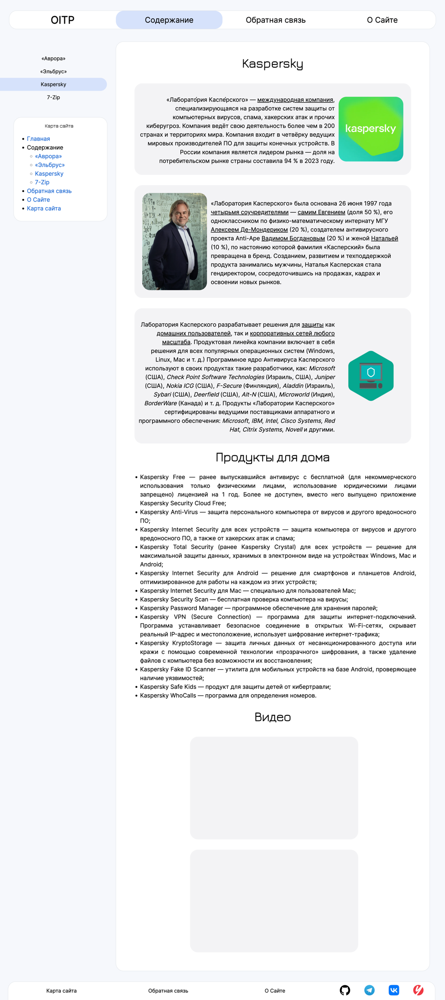 OITP
Содержание
Обратная связь
О Сайте
«Аврора»
«Эльбрус»
Kaspersky
7-Zip
Карта сайта
Главная
Содержание
«Аврора»
«Эльбрус»
Kaspersky
7-Zip
Обратная связь
О Сайте
Карта сайта
Kaspersky
«Лаборато́рия Каспе́рского» — международная компания,
специализирующаяся на разработке систем защиты от
компьютерных вирусов, спама, хакерских атак и прочих
киберугроз. Компания ведёт свою деятельность более чем в 200
странах и территориях мира. Компания входит в четвёрку ведущих
мировых производителей ПО для защиты конечных устройств. В
России компания является лидером рынка — доля на
потребительском рынке страны составила 94 % в 2023 году.
kaspersky
«Лаборатория Касперского» была основана 26 июня 1997 года
четырьмя соучредителями — самим Евгением (доля 50 %), его
одноклассником по физико-математическому интернату МГУ
Алексеем Де-Мондериком (20 %), создателем антивирусного
проекта Anti-Ape Вадимом Богдановым (20 %) и женой Натальей
(10 %), по настоянию которой фамилия «Касперский» была
превращена в бренд. Созданием, развитием и техподдержкой
продукта занимались мужчины, Наталья Касперская стала
гендиректором, сосредоточившись на продажах, кадрах и
освоении новых рынков.
Лаборатория Касперского разрабатывает решения для защиты как
домашних пользователей, так и корпоративных сетей любого
масштаба. Продуктовая линейка компании включает в себя
решения для всех популярных операционных систем (Windows,
Linux, Mac и т. д.) Программное ядро Антивируса Касперского
используют в своих продуктах такие разработчики, как: Microsoft
(США), Check Point Software Technologies (Израиль, США), Juniper
(США), Nokia ICG (США), F-Secure (Финляндия), Aladdin (Израиль),
Sybari (США), Deerfield (США), Alt-N (США), Microworld (Индия),
BorderWare (Канада) и т. д. Продукты «Лаборатории Касперского»
сертифицированы ведущими поставщиками аппаратного и
программного обеспечения: Microsoft, IBM, Intel, Cisco Systems, Red
Hat, Citrix Systems, Novell и другими.
Продукты для дома
Kaspersky Free — ранее выпускавшийся антивирус с бесплатной (для некоммерческого
использования только физическими лицами, использование юридическими лицами
запрещено) лицензией на 1 год. Более не доступен, вместо него выпущено приложение
Kaspersky Security Cloud Free;
Kaspersky Anti-Virus — защита персонального компьютера от вирусов и другого вредоносного
ПО;
Kaspersky Internet Security для всех устройств — защита компьютера от вирусов и другого
вредоносного ПО, а также от хакерских атак и спама;
Kaspersky Total Security (ранее Kaspersky Crystal) для всех устройств — решение для
максимальной защиты данных, хранимых в электронном виде на устройствах Windows, Mac и
Android;
Kaspersky Internet Security для Android — решение для смартфонов и планшетов Android,
оптимизированное для работы на каждом из этих устройств;
Kaspersky Internet Security для Mac — специально для пользователей Mac;
Kaspersky Security Scan — бесплатная проверка компьютера на вирусы;
Kaspersky Password Manager — программное обеспечение для хранения паролей;
Kaspersky VPN (Secure Connection) — программа для защиты интернет-подключений.
Программа устанавливает безопасное соединение в открытых Wi-Fi-сетях, скрывает
реальный IP-адрес и местоположение, использует шифрование интернет-трафика;
Kaspersky KryptoStorage — защита личных данных от несанкционированного доступа или
кражи с помощью современной технологии «прозрачного» шифрования, а также удаление
файлов с компьютера без возможности их восстановления;
Kaspersky Fake ID Scanner — утилита для мобильных устройств на базе Android, проверяющее
наличие уязвимостей;
Kaspersky Safe Kids — продукт для защиты детей от кибертравли;
Kaspersky WhoCalls — программа для определения номеров.
Видео
Карта сайта
Обратная связь
О Сайте